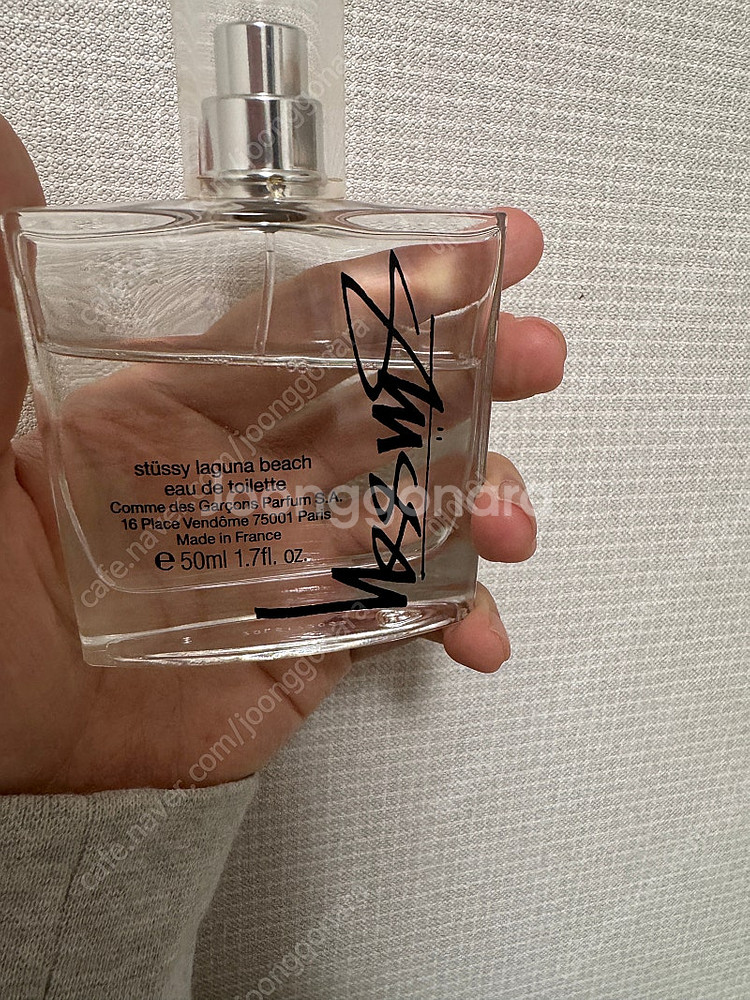 stüssy laguna beach
eau de toilette
Comme des Garçons Parfum S.A.
16 Place Vendôme 75001 Paris
Made in France
℮ 50ml 1.7fl. oz.
Stüssy
Joonggonara
cafe.naver.com/joonggonara